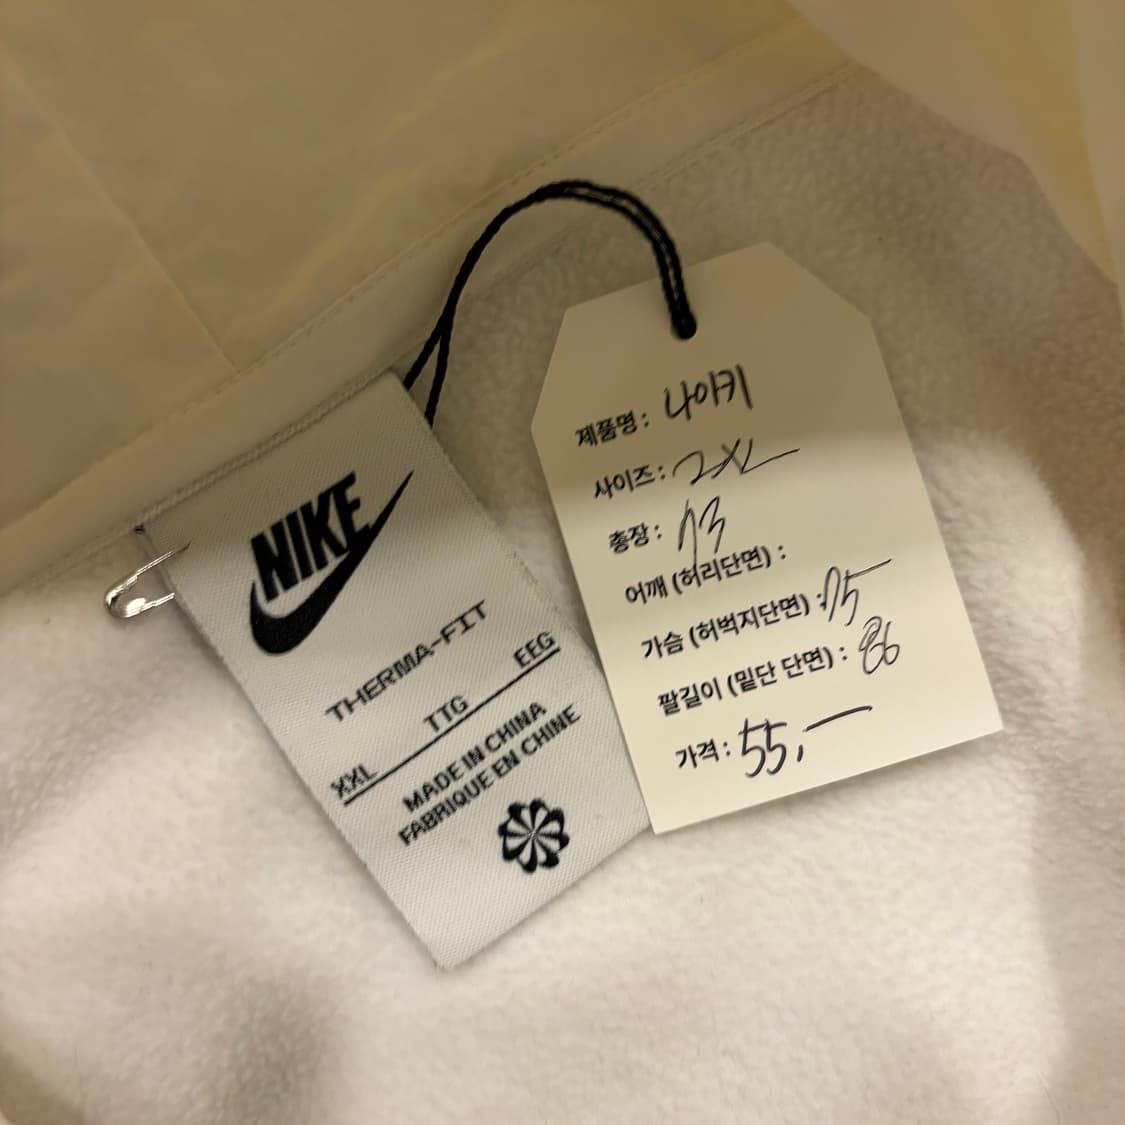 NIKE
THERMA-FIT
XXL TTG EEG
MADE IN CHINA
FABRIQUE EN CHINE
제품명: 나이키
사이즈: 2XL
총장: 73
어깨 (허리단면) :
가슴 (허벅지단면) : 75
팔길이 (밑단 단면) : 86
가격: 55,—